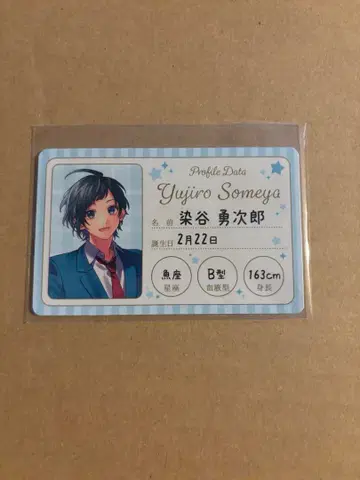 Profile Data
Yujiro Someya
名前 染谷 勇次郎
誕生日 2月22日
魚座 B型 163cm
星座 血液型 身長